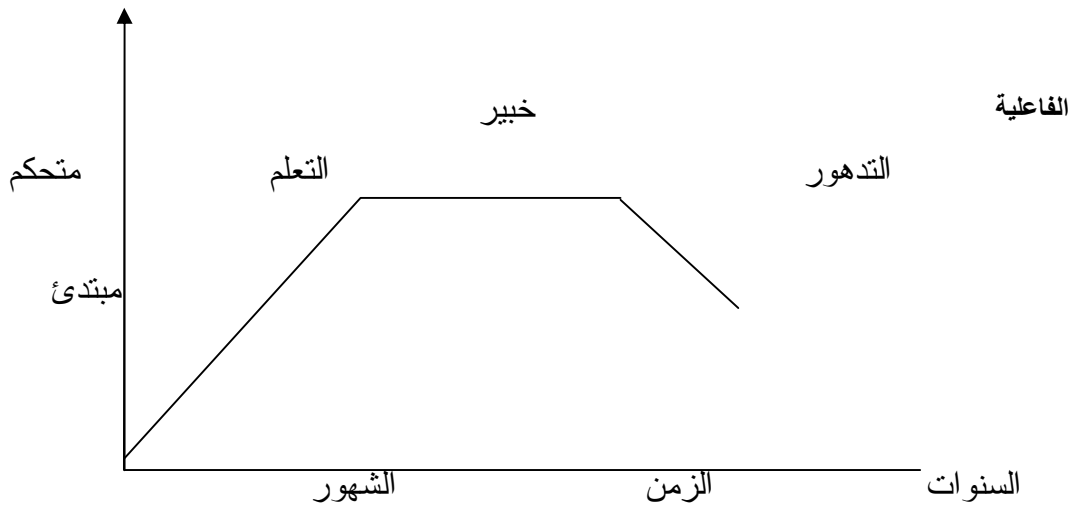 خبير
الفاعلية
التدهور
التعلم
متحكم
مبتدئ
السنوات
الزمن
الشهور